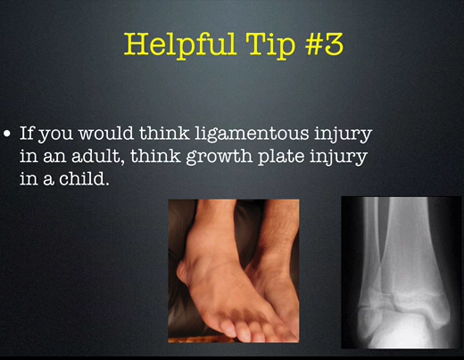 Helpful Tip #3
• If you would think ligamentous injury
in an adult, think growth plate injury
in a child.